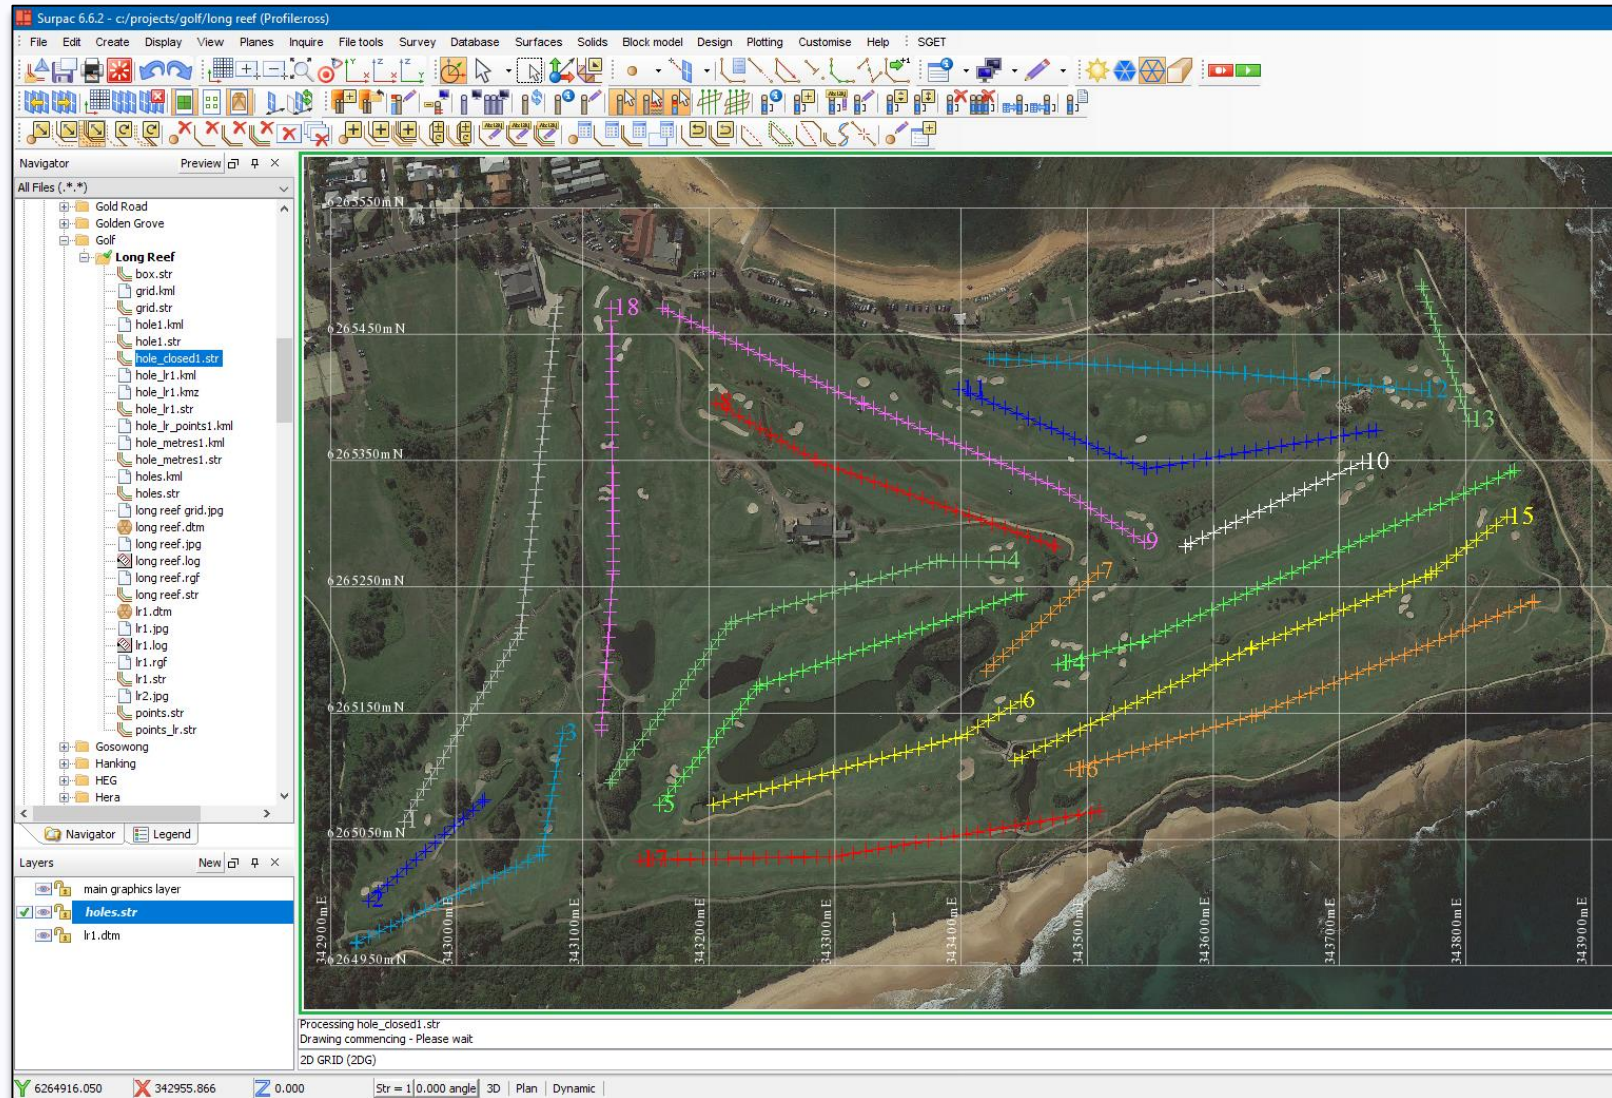 Surpac 6.6.2 - c:/projects/golf/long reef (Profile:ross)
File Edit Create Display View Planes Inquire File tools Survey Database Surfaces Solids Block model Design Plotting Customise Help SGET
Navigator Preview
All Files (*.*)
Gold Road
Golden Grove
Golf
Long Reef
box.str
grid.kml
grid.str
hole1.kml
hole1.str
hole_closed1.str
hole_lr1.kml
hole_lr1.kmz
hole_lr1.str
hole_lr_points1.kml
hole_metres1.kml
hole_metres1.str
holes.kml
holes.str
long reef grid.jpg
long reef.dtm
long reef.jpg
long reef.log
long reef.rgf
long reef.str
lr1.dtm
lr1.jpg
lr1.log
lr1.rgf
lr1.str
lr2.jpg
points.str
points_lr.str
Gosowong
Hanking
HEG
Hera
Navigator Legend
Layers New
main graphics layer
holes.str
lr1.dtm
6265550mN
18
6265450mN
11
12
8
13
6265350mN
10
9
15
4
7
6265250mN
14
6
6265150mN
3
16
5
1
6265050mN
17
2
342900mE
343000mE
343100mE
343200mE
343300mE
343400mE
343500mE
343600mE
343700mE
343800mE
343900mE
6264950mN
Processing hole_closed1.str
Drawing commencing - Please wait
2D GRID (2DG)
Y 6264916.050 X 342955.866 Z 0.000 Str = 1 0.000 angle 3D Plan Dynamic